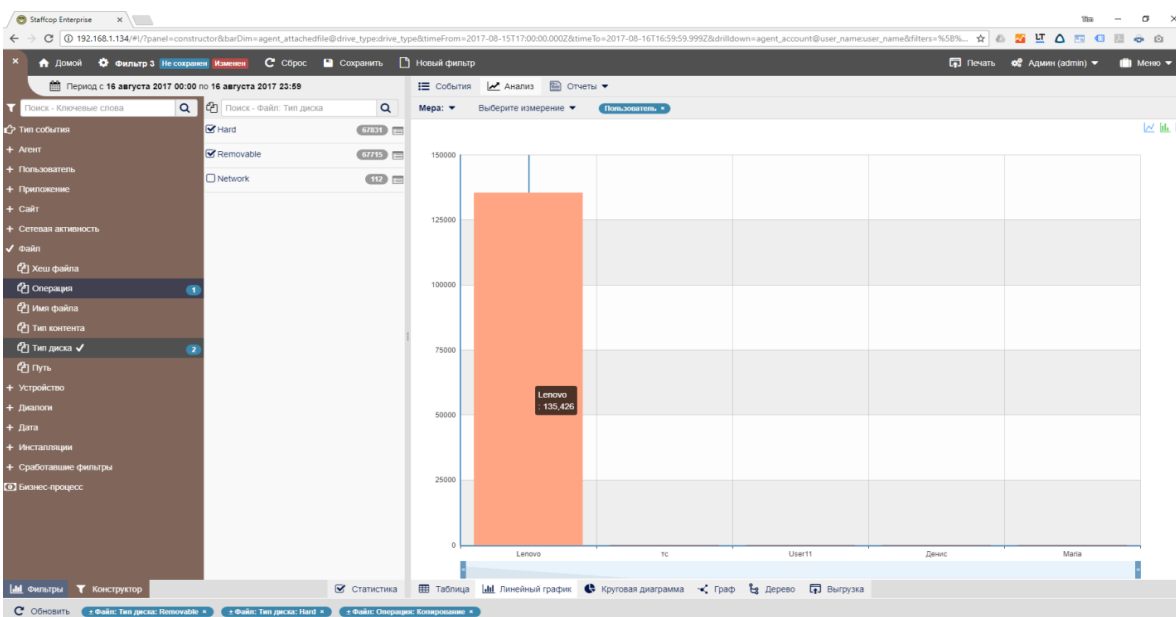 Staffcop Enterprise
192.168.1.134/#!/?panel=constructor&barDim=agent_attachedfile@drive_type:drive_type&timeFrom=2017-08-15T17:00:00.000Z&timeTo=2017-08-16T16:59:59.999Z&drilldown=agent_account@user_name:user_name&filters=%5B%...
Домой Фильтр 3 Не сохранен Изменен Сброс Сохранить Новый фильтр Печать Админ (admin) Меню
Период с 16 августа 2017 00:00 по 16 августа 2017 23:59
События Анализ Отчеты
Поиск - Ключевые слова
Поиск - Файл: Тип диска
Мера: Выберите измерение Пользователь ×
Тип события
+ Агент
+ Пользователь
+ Приложение
+ Сайт
+ Сетевая активность
Файл
Хеш файла
Операция 1
Имя файла
Тип контента
Тип диска 2
Путь
+ Устройство
+ Диалоги
+ Дата
+ Инсталляции
+ Сработавшие фильтры
Бизнес-процесс
Hard 67831
Removable 67715
Network 112
150000
125000
100000
75000
50000
25000
0
Lenovo
: 135,426
Lenovo тс User11 Денис Maria
Фильтры Конструктор Статистика
Таблица Линейный график Круговая диаграмма Граф Дерево Выгрузка
Обновить ± Файл: Тип диска: Removable × ± Файл: Тип диска: Hard × ± Файл: Операция: Копирование ×